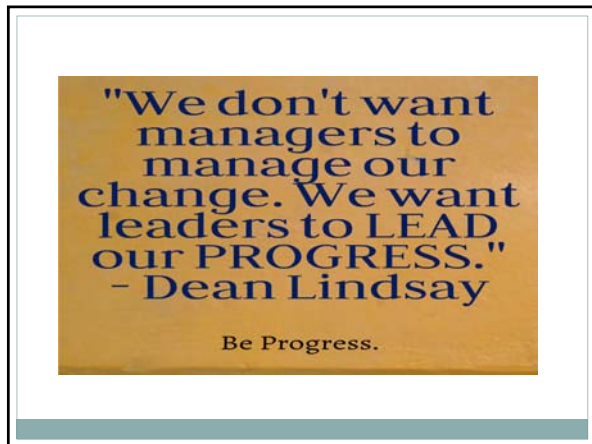 "We don't want
managers to
manage our
change. We want
leaders to LEAD
our PROGRESS."
- Dean Lindsay
Be Progress.